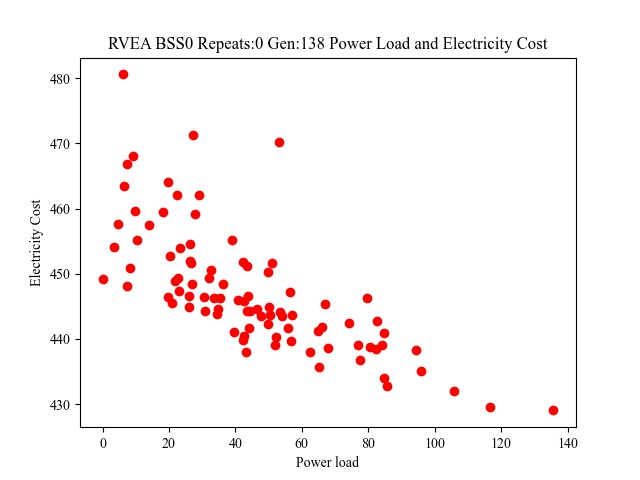 RVEA BSS0 Repeats:0 Gen:138 Power Load and Electricity Cost
480
470
460
450
440
430
Electricity Cost
0 20 40 60 80 100 120 140
Power load